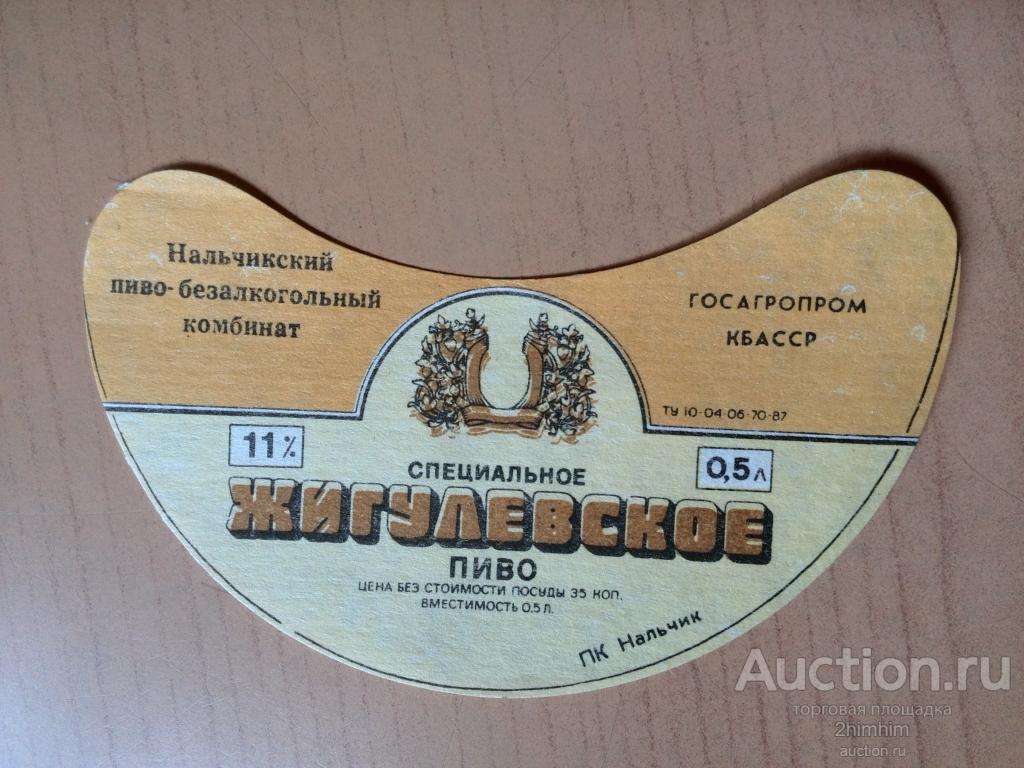 Нальчикский
пиво-безалкогольный
комбинат
ГОСАГРОПРОМ
КБАССР
ТУ 10-04-06-70-87
11%
0,5 л
СПЕЦИАЛЬНОЕ
ЖИГУЛЕВСКОЕ
ПИВО
ЦЕНА БЕЗ СТОИМОСТИ ПОСУДЫ 35 КОП.
ВМЕСТИМОСТЬ 0,5 Л.
ПК Нальчик
Auction.ru
торговая площадка
2himhim
auction.ru